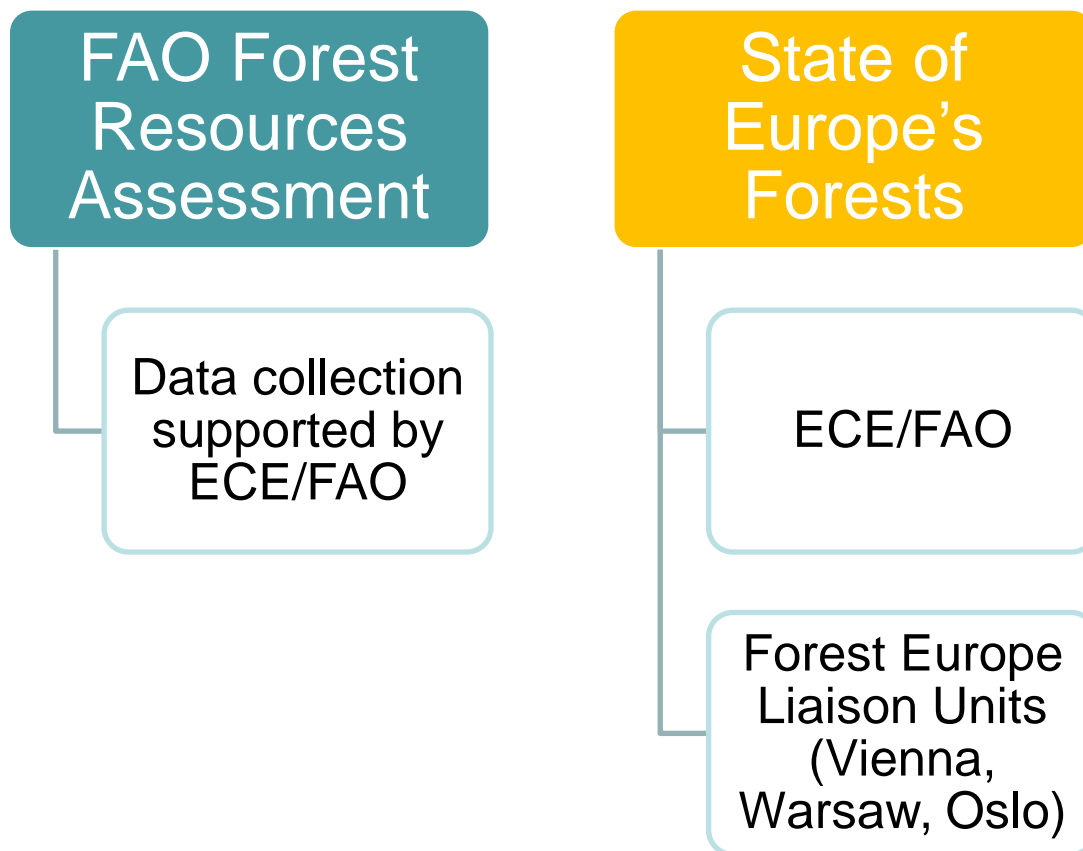 FAO Forest
Resources
Assessment
Data collection
supported by
ECE/FAO
State of
Europe’s
Forests
ECE/FAO
Forest Europe
Liaison Units
(Vienna,
Warsaw, Oslo)